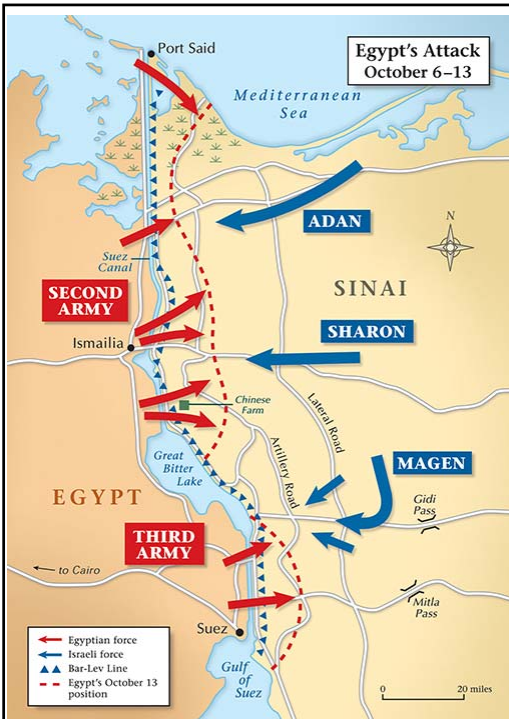 Egypt's Attack
October 6–13
Port Said
Mediterranean
Sea
ADAN
N
Suez
Canal
SINAI
SECOND
ARMY
Ismailia
SHARON
Chinese
Farm
Lateral Road
Artillery Road
Great
Bitter
Lake
MAGEN
Gidi
Pass
EGYPT
THIRD
ARMY
to Cairo
Mitla
Pass
Suez
Gulf
of
Suez
Egyptian force
Israeli force
Bar-Lev Line
Egypt's October 13
position
0 20 miles